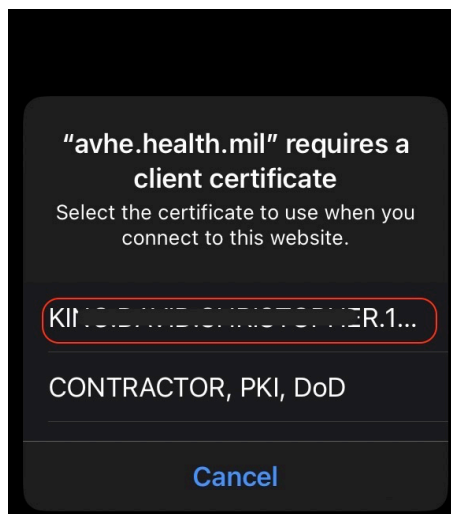 “avhe.health.mil” requires a
client certificate
Select the certificate to use when you
connect to this website.
CONTRACTOR, PKI, DoD
Cancel